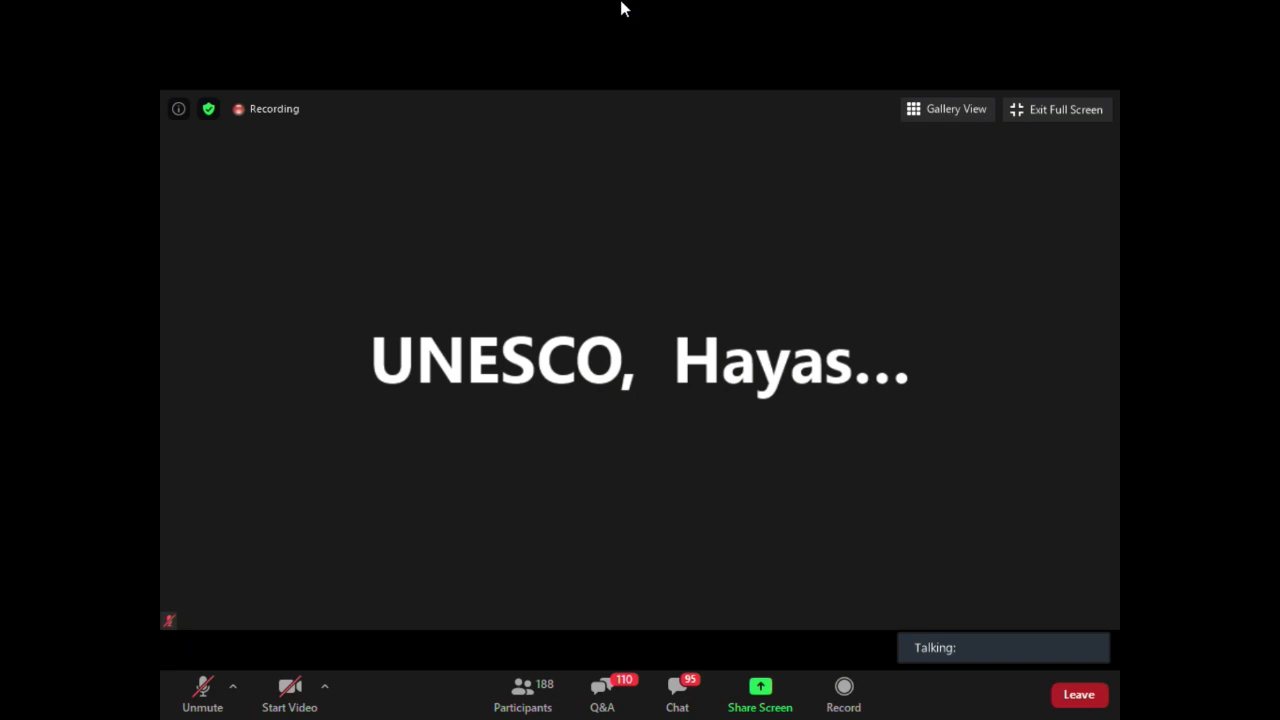 Recording
Gallery View
Exit Full Screen
UNESCO, Hayas...
Talking:
Unmute
Start Video
188
Participants
110
Q&A
95
Chat
Share Screen
Record
Leave